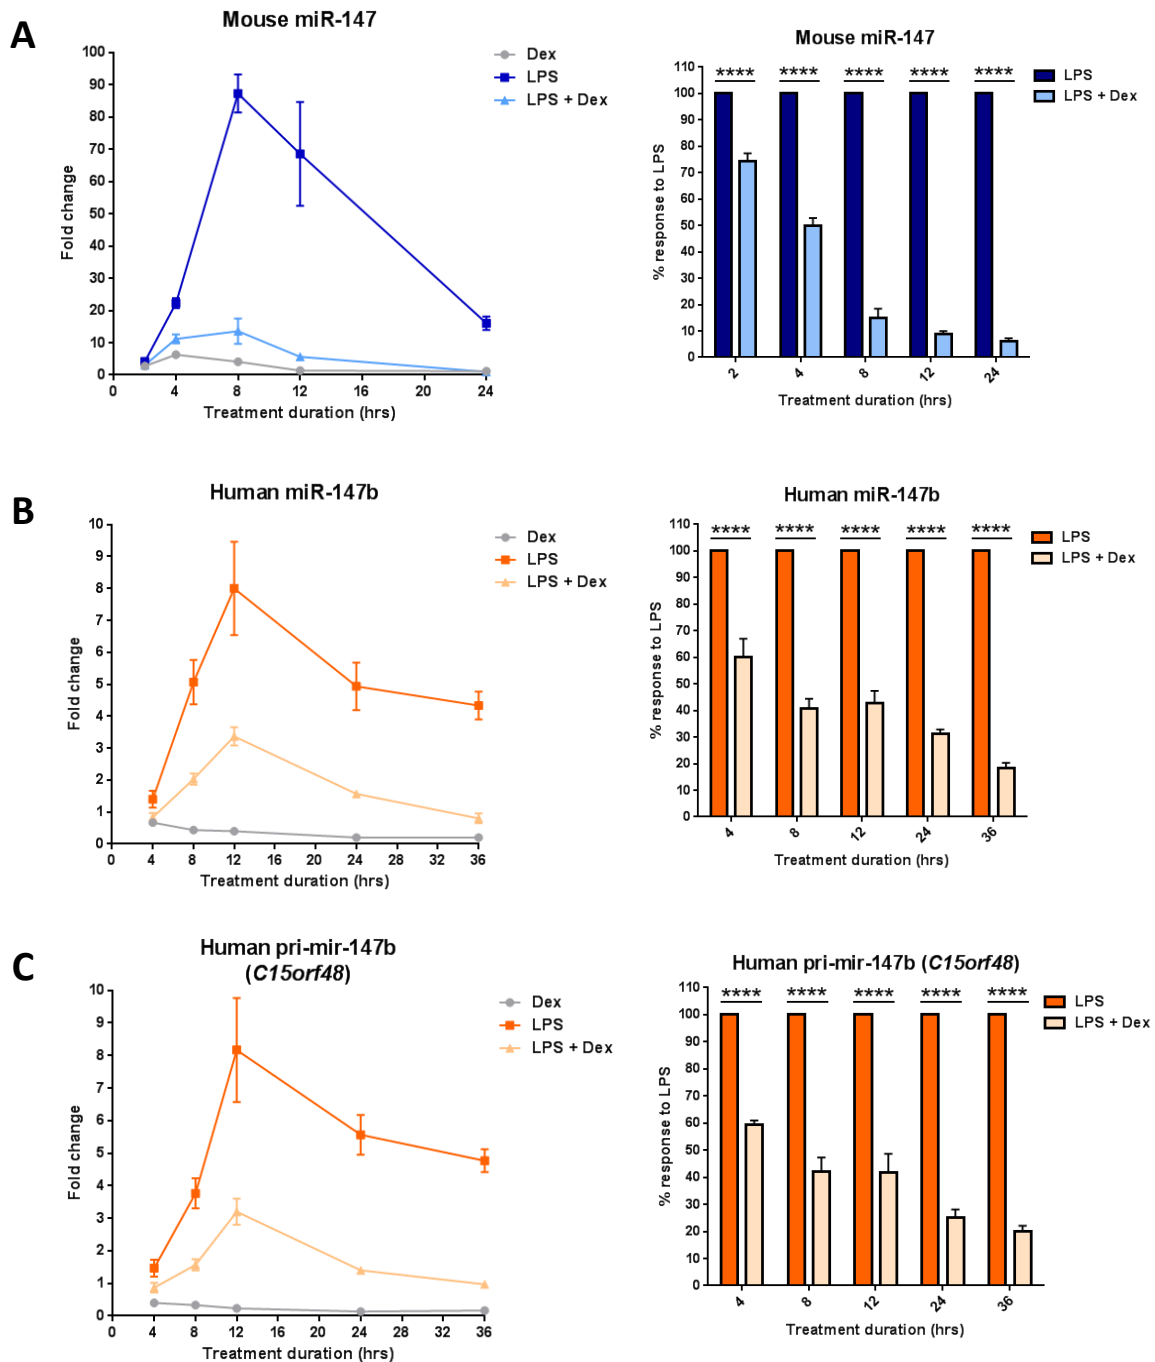 A
Mouse miR-147
Fold change
100
90
80
70
60
50
40
30
20
10
0
0 4 8 12 16 20 24
Treatment duration (hrs)
Dex
LPS
LPS + Dex
Mouse miR-147
% response to LPS
110
100
90
80
70
60
50
40
30
20
10
0
**** **** **** **** ****
2 4 8 12 24
Treatment duration (hrs)
LPS
LPS + Dex
B
Human miR-147b
Fold change
10
9
8
7
6
5
4
3
2
1
0
0 4 8 12 16 20 24 28 32 36
Treatment duration (hrs)
Dex
LPS
LPS + Dex
Human miR-147b
% response to LPS
110
100
90
80
70
60
50
40
30
20
10
0
**** **** **** **** ****
4 8 12 24 36
Treatment duration (hrs)
LPS
LPS + Dex
C
Human pri-mir-147b
(C15orf48)
Fold change
10
9
8
7
6
5
4
3
2
1
0
0 4 8 12 16 20 24 28 32 36
Treatment duration (hrs)
Dex
LPS
LPS + Dex
Human pri-mir-147b (C15orf48)
% response to LPS
110
100
90
80
70
60
50
40
30
20
10
0
**** **** **** **** ****
4 8 12 24 36
Treatment duration (hrs)
LPS
LPS + Dex